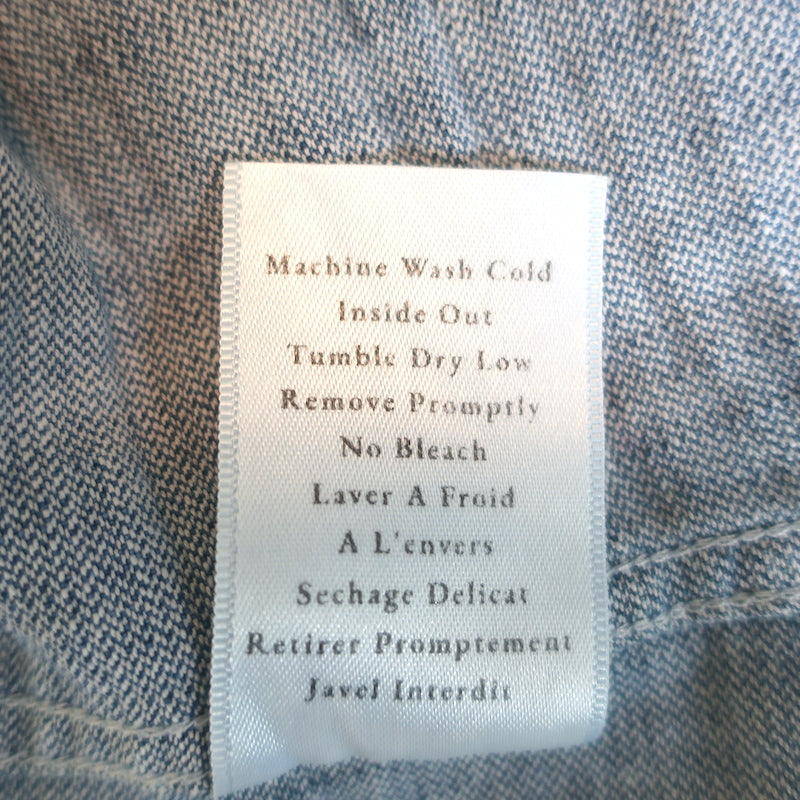 Machine Wash Cold
Inside Out
Tumble Dry Low
Remove Promptly
No Bleach
Laver A Froid
A L'envers
Sechage Delicat
Retirer Promptement
Javel Interdit